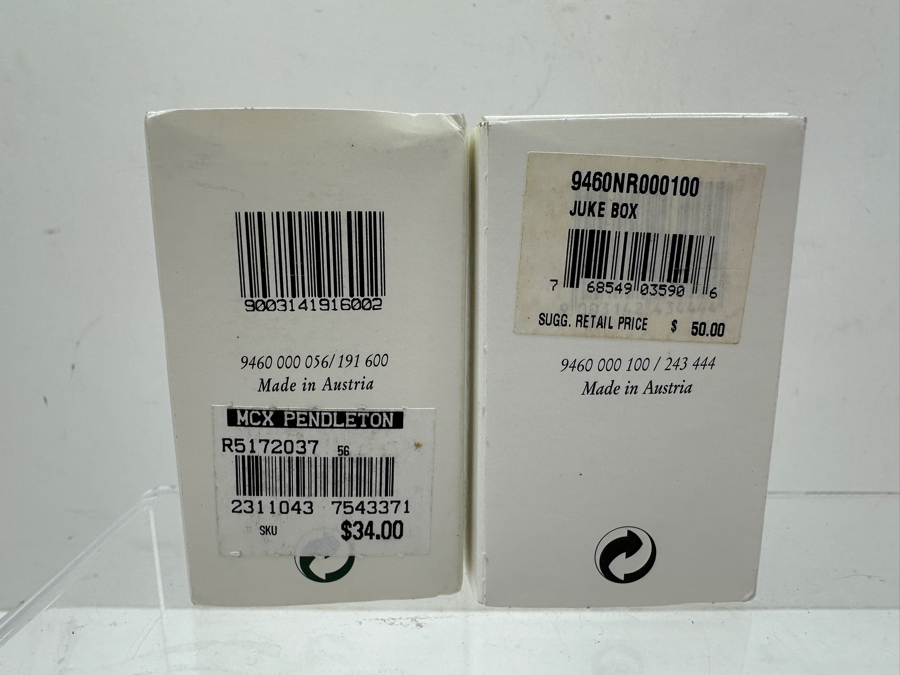 9003141916002
9460 000 056/191 600
Made in Austria
MCX PENDLETON
R5172037 56
2311043 7543371
SKU $34.00
9460NR000100
JUKE BOX
7 68549 03590 6
SUGG. RETAIL PRICE $ 50.00
9460 000 100 / 243 444
Made in Austria